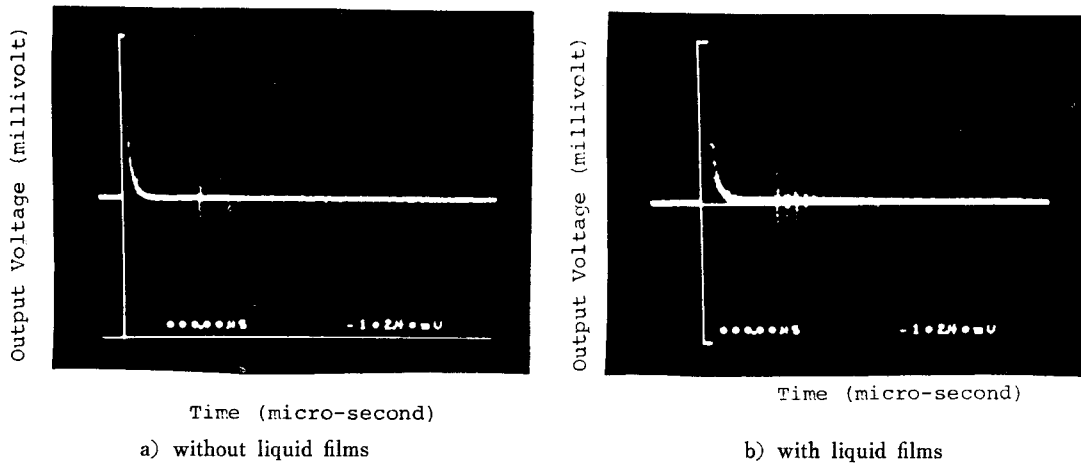 Output Voltage (millivolt)
Time (micro-second)
a) without liquid films
Output Voltage (millivolt)
Time (micro-second)
b) with liquid films